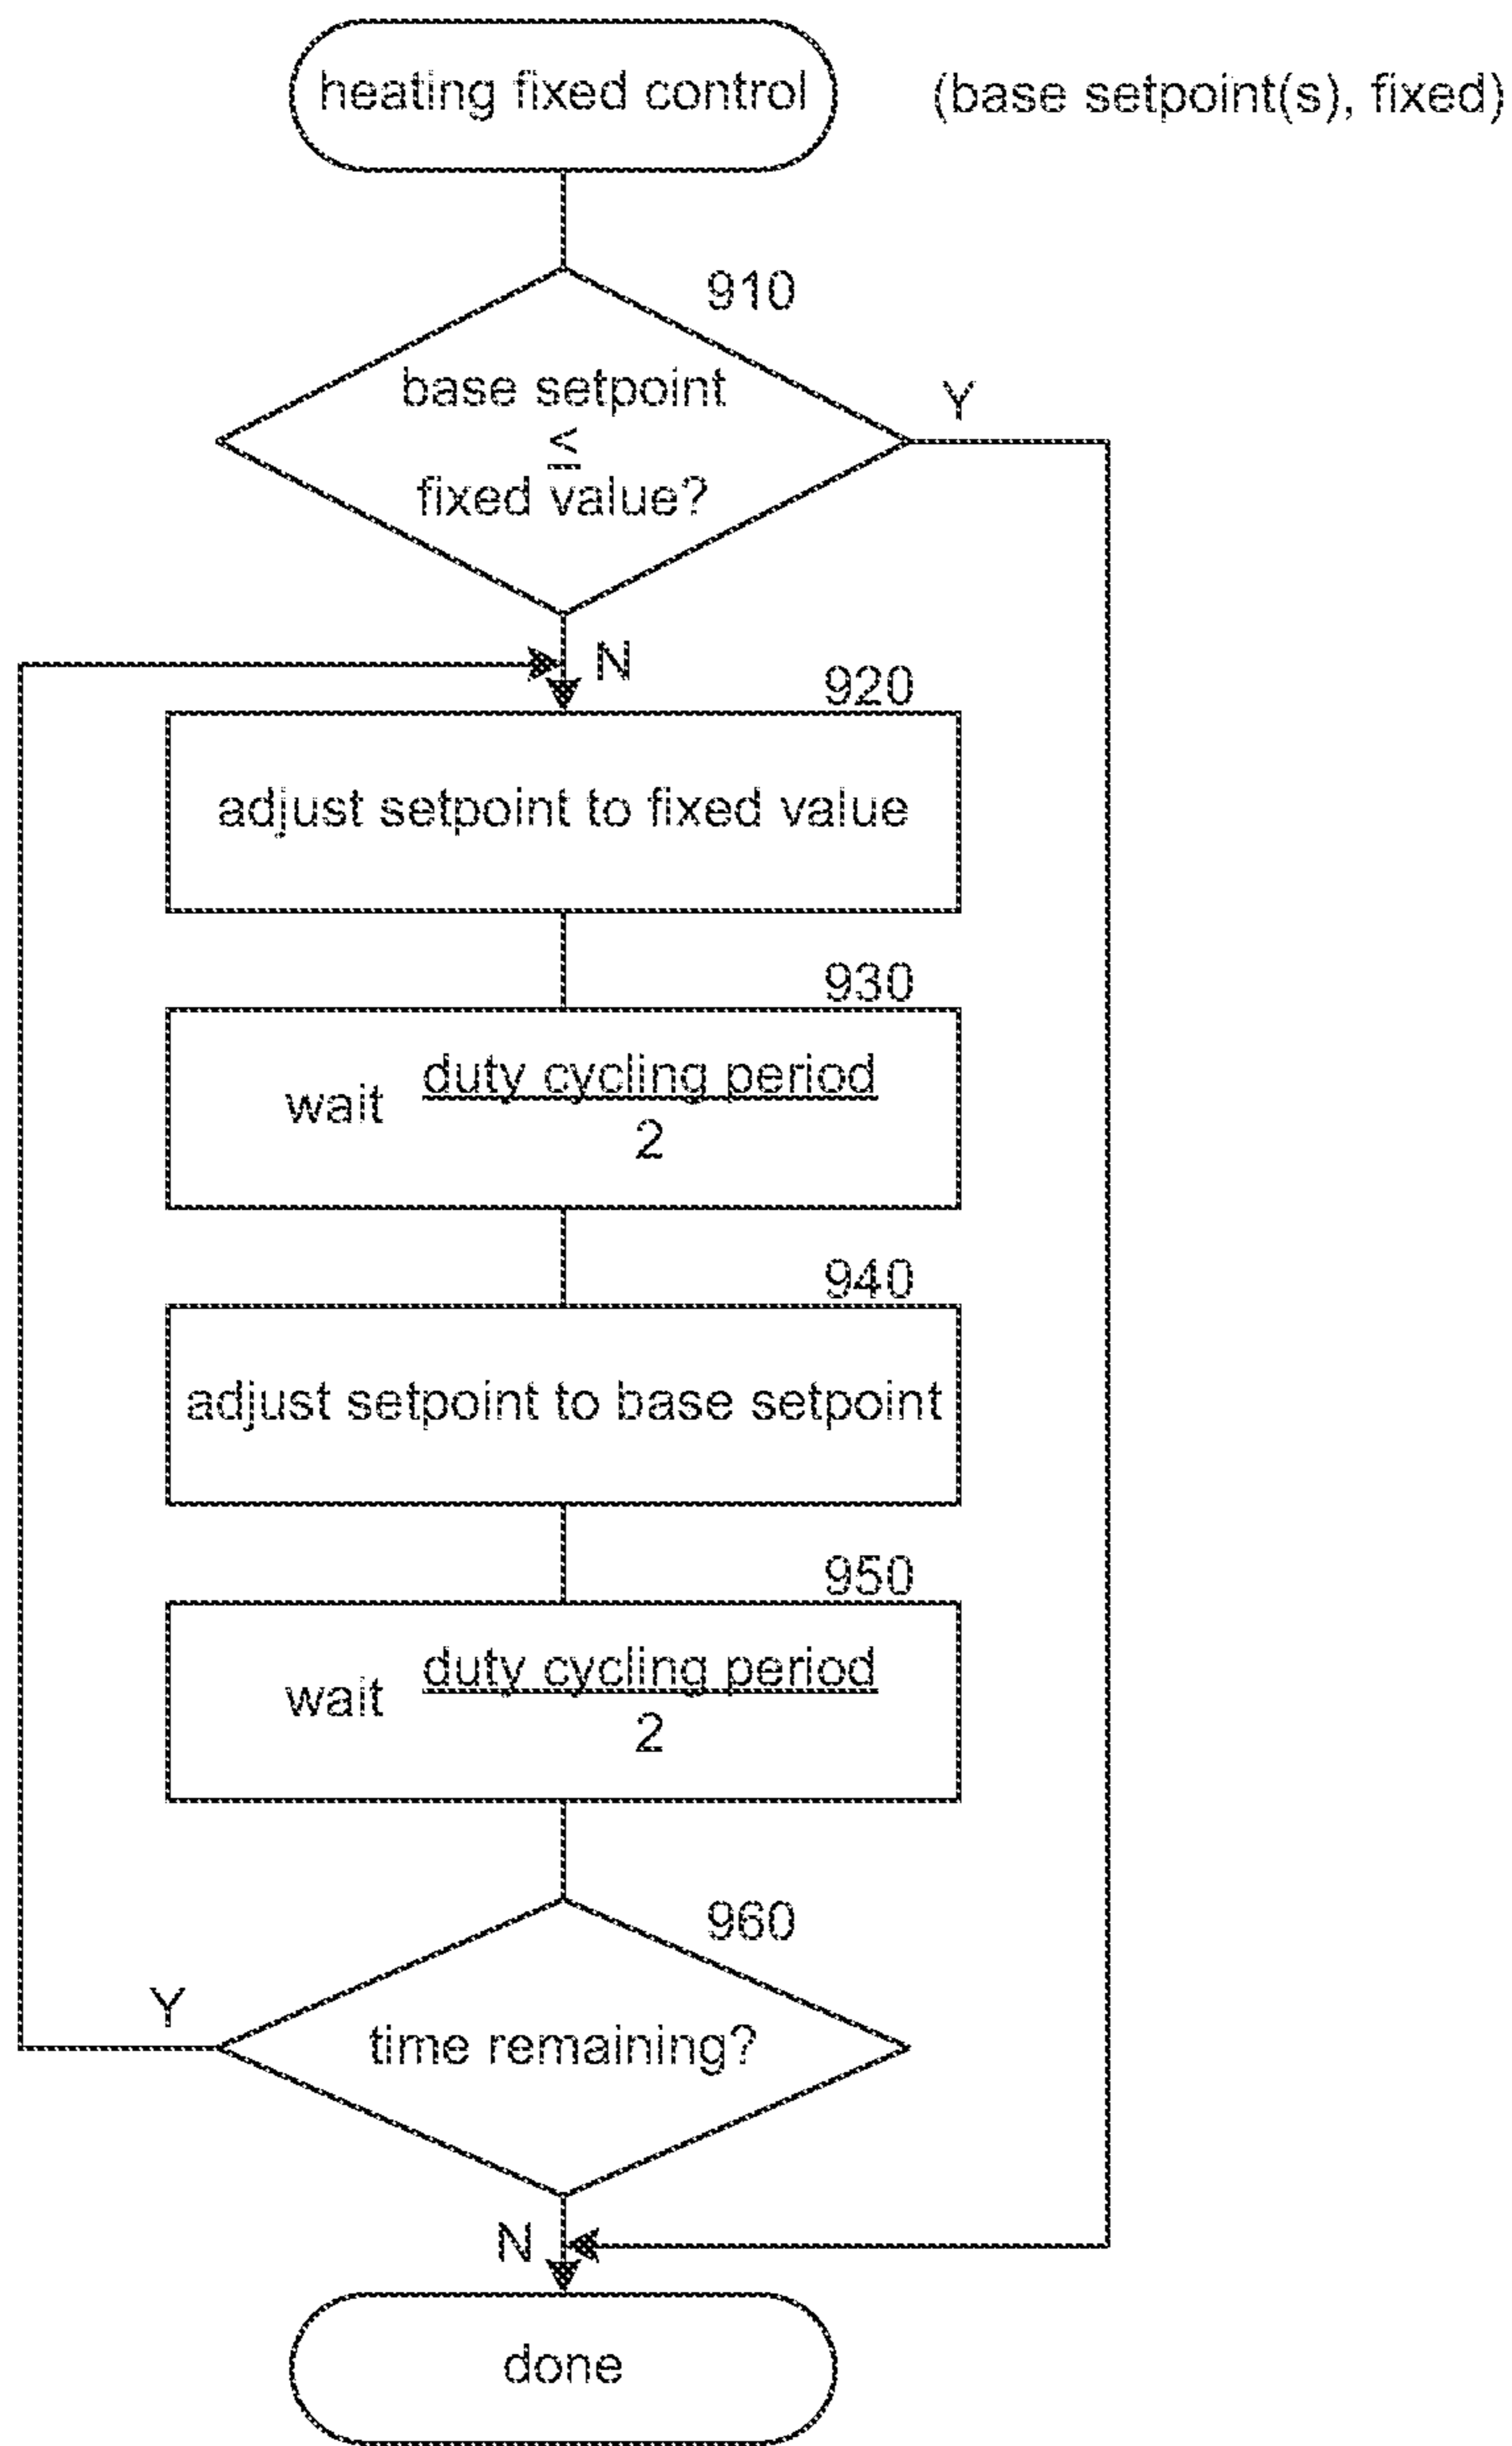 heating fixed control
(base setpoint(s), fixed)
910
base setpoint
≤
fixed value?
Y
N
920
adjust setpoint to fixed value
930
wait duty cycling period
2
940
adjust setpoint to base setpoint
950
wait duty cycling period
2
960
time remaining?
Y
N
done